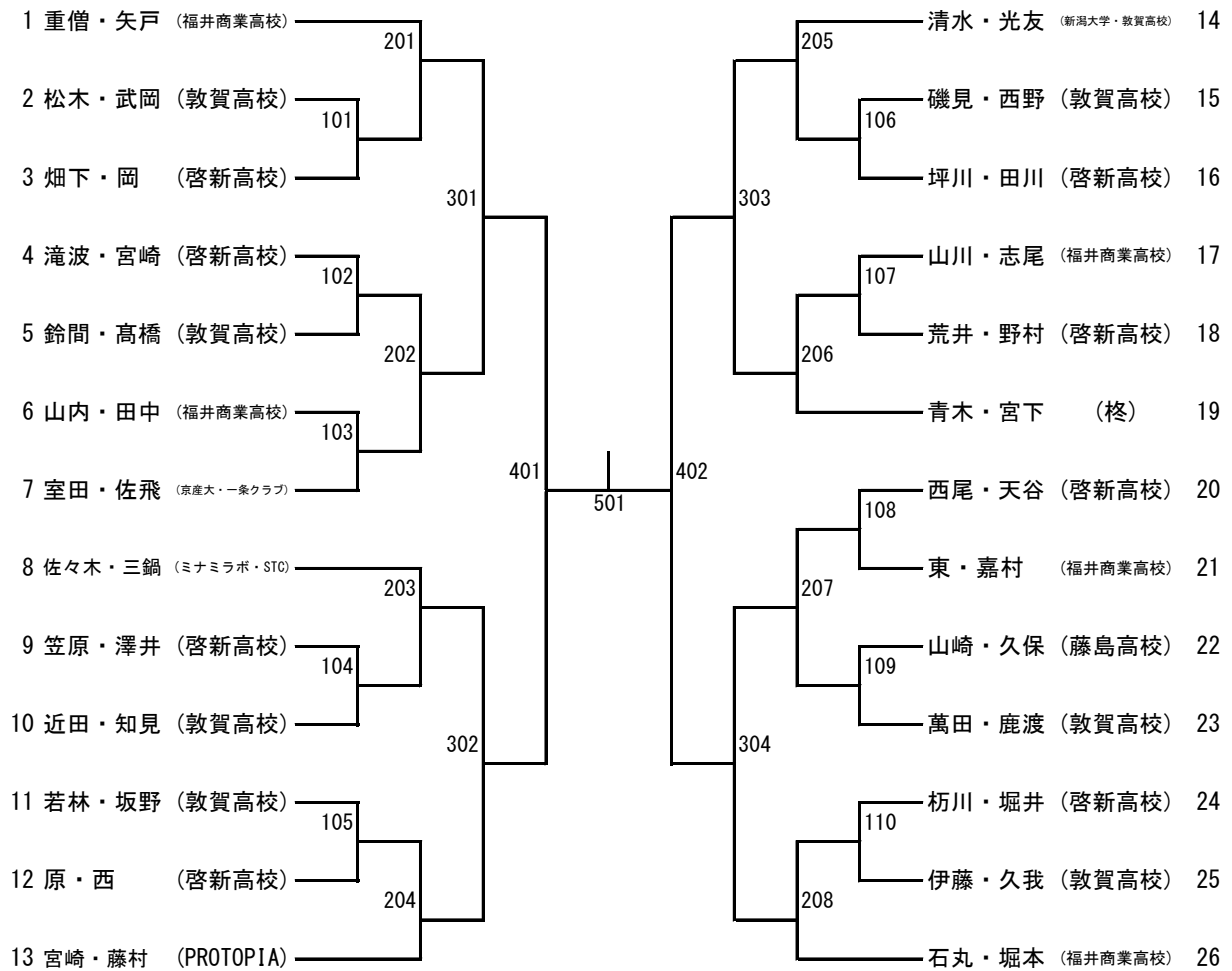 1 重僧・矢戸 (福井商業高校)
201
2 松木・武岡 (敦賀高校)
101
3 畑下・岡 (啓新高校)
301
4 滝波・宮崎 (啓新高校)
102
5 鈴間・髙橋 (敦賀高校)
202
6 山内・田中 (福井商業高校)
103
7 室田・佐飛 (京産大・一条クラブ)
401
8 佐々木・三鍋 (ミナミラボ・STC)
203
9 笠原・澤井 (啓新高校)
104
10 近田・知見 (敦賀高校)
302
11 若林・坂野 (敦賀高校)
105
12 原・西 (啓新高校)
204
13 宮崎・藤村 (PROTOPIA)
501
清水・光友 (新潟大学・敦賀高校) 14
205
磯見・西野 (敦賀高校) 15
106
坪川・田川 (啓新高校) 16
303
山川・志尾 (福井商業高校) 17
107
荒井・野村 (啓新高校) 18
206
青木・宮下 (柊) 19
402
西尾・天谷 (啓新高校) 20
108
東・嘉村 (福井商業高校) 21
207
山崎・久保 (藤島高校) 22
109
萬田・鹿渡 (敦賀高校) 23
304
枥川・堀井 (啓新高校) 24
110
伊藤・久我 (敦賀高校) 25
208
石丸・堀本 (福井商業高校) 26